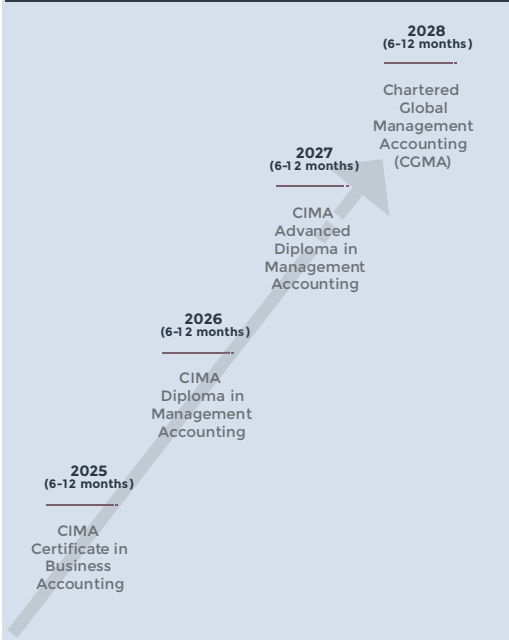 2028
(6-12 months)
Chartered
Global
Management
Accounting
(CGMA)
2027
(6-12 months)
CIMA
Advanced
Diploma in
Management
Accounting
2026
(6-12 months)
CIMA
Diploma in
Management
Accounting
2025
(6-12 months)
CIMA
Certificate in
Business
Accounting